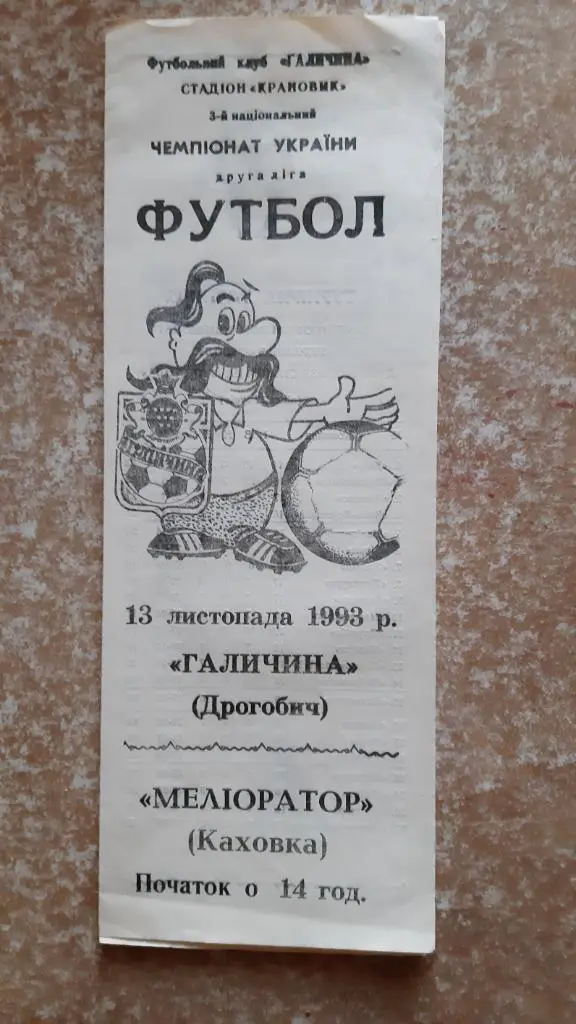 Футбольний клуб «ГАЛИЧИНА»
СТАДІОН «КРАНОВИК»
3-й національний
ЧЕМПІОНАТ УКРАЇНИ
друга ліга
ФУТБОЛ
ГАЛИЧИНА
13 листопада 1993 р.
«ГАЛИЧИНА»
(Дрогобич)
«МЕЛІОРАТОР»
(Каховка)
Початок о 14 год.